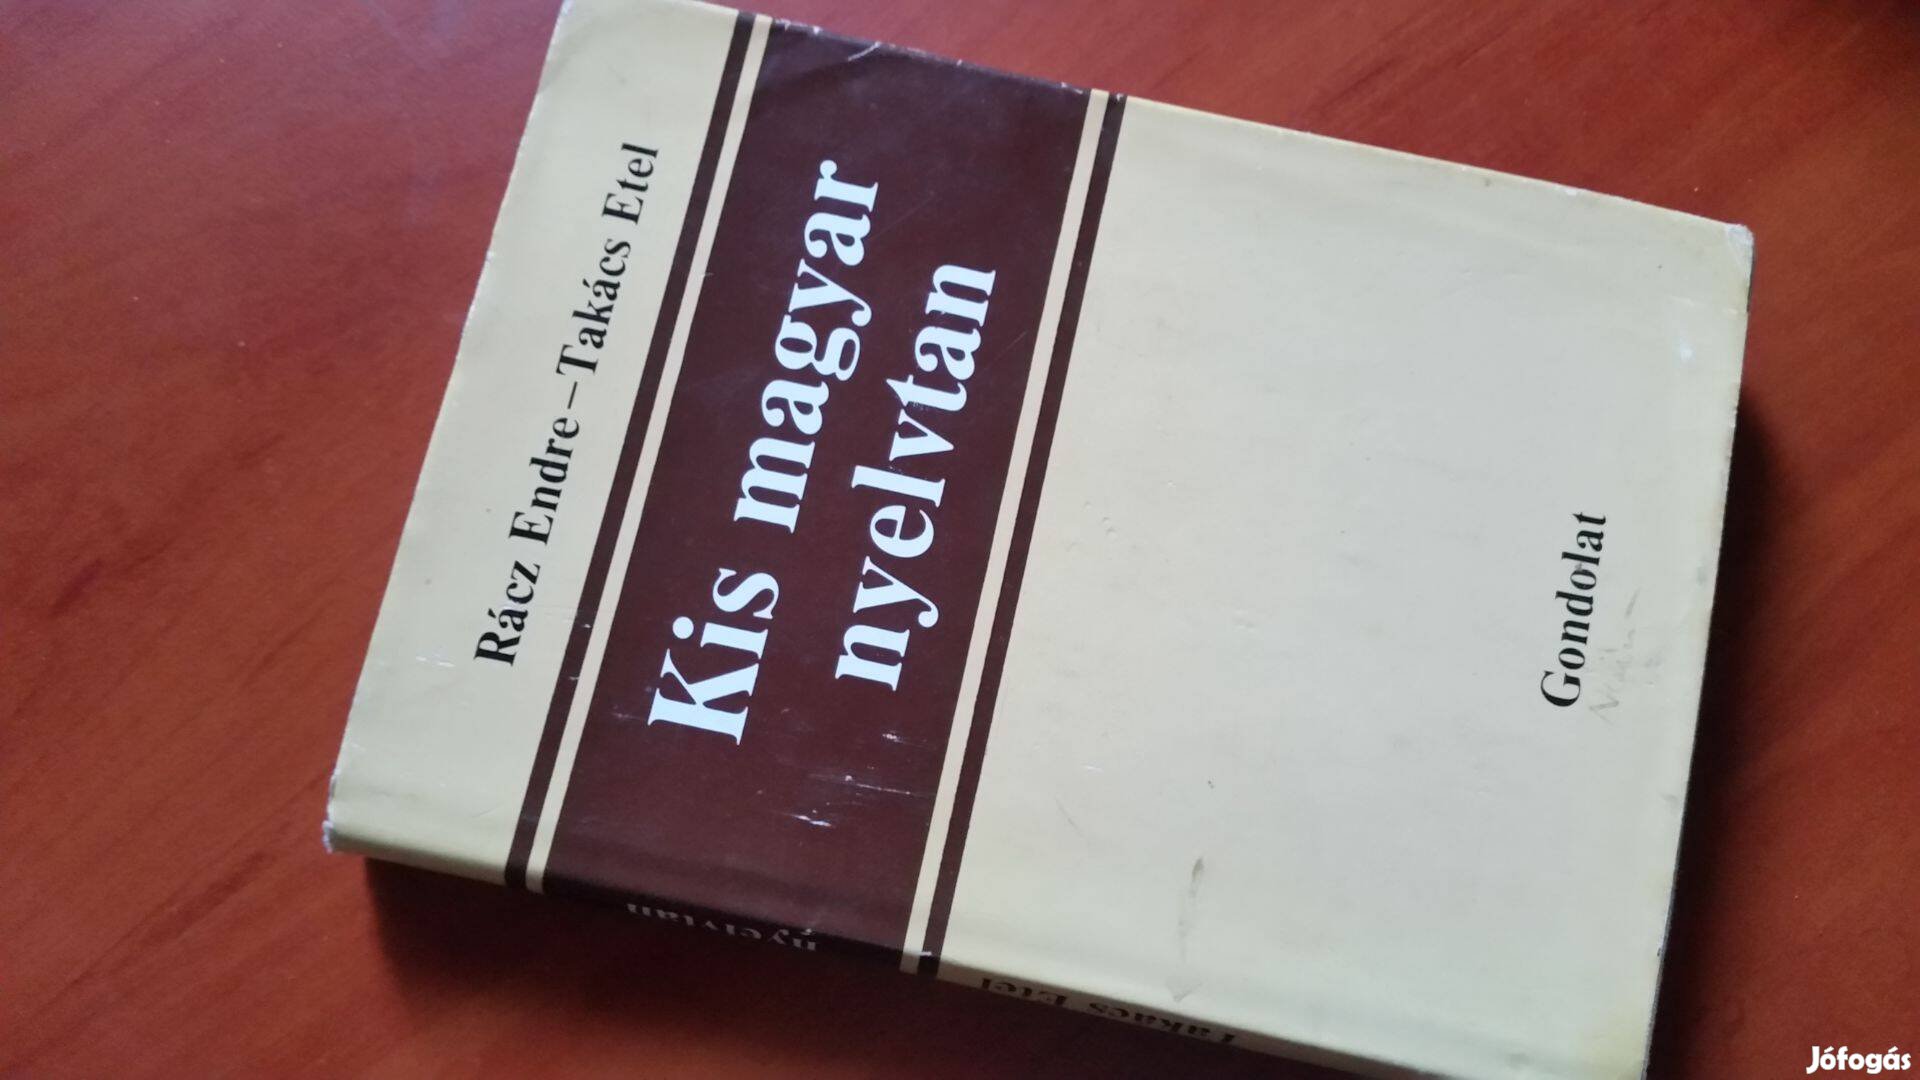 Rácz Endre–Takács Etel
Kis magyar
nyelvtan
Gondolat
nyelvtan
Takács Etel
Jófogás